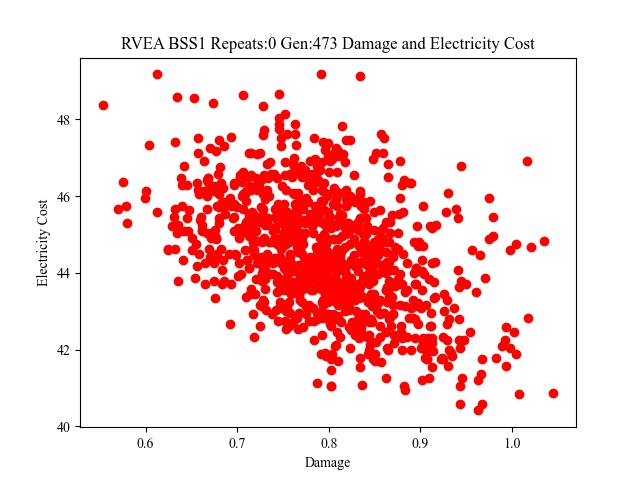 RVEA BSS1 Repeats:0 Gen:473 Damage and Electricity Cost
48
46
44
42
40
Electricity Cost
0.6 0.7 0.8 0.9 1.0
Damage